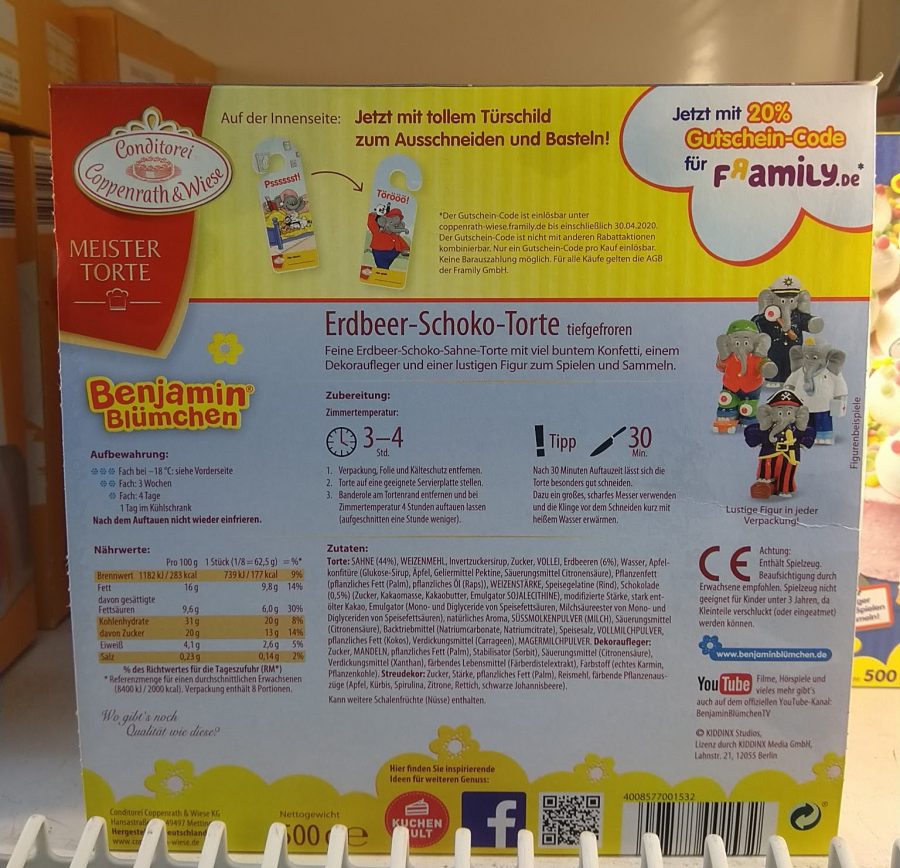 Conditorei
Coppenrath & Wiese
MEISTER
TORTE
Auf der Innenseite:
Jetzt mit tollem Türschild
zum Ausschneiden und Basteln!
Psssssst!
Törööö!
*Der Gutschein-Code ist einlösbar unter
coppenrath-wiese.framily.de bis einschließlich 30.04.2020.
Der Gutschein-Code ist nicht mit anderen Rabattaktionen
kombinierbar. Nur ein Gutschein-Code pro Kauf einlösbar.
Keine Barauszahlung möglich. Für alle Käufe gelten die AGB
der Framily GmbH.
Jetzt mit 20%
Gutschein-Code
für FRamiLY.de*
Erdbeer-Schoko-Torte tiefgefroren
Feine Erdbeer-Schoko-Sahne-Torte mit viel buntem Konfetti, einem
Dekoraufleger und einer lustigen Figur zum Spielen und Sammeln.
Benjamin®
Blümchen
Aufbewahrung:
*** Fach bei –18 °C: siehe Vorderseite
** Fach: 3 Wochen
* Fach: 4 Tage
1 Tag im Kühlschrank
Nach dem Auftauen nicht wieder einfrieren.
Zubereitung:
Zimmertemperatur:
3–4
Std.
1. Verpackung, Folie und Kälteschutz entfernen.
2. Torte auf eine geeignete Servierplatte stellen.
3. Banderole am Tortenrand entfernen und bei
Zimmertemperatur 4 Stunden auftauen lassen
(aufgeschnitten eine Stunde weniger).
! Tipp
30
Min.
Nach 30 Minuten Auftauzeit lässt sich die
Torte besonders gut schneiden.
Dazu ein großes, scharfes Messer verwenden
und die Klinge vor dem Schneiden kurz mit
heißem Wasser erwärmen.
Figurenbeispiele
Lustige Figur in jeder
Verpackung!
Nährwerte:
Pro 100 g 1 Stück (1/8 = 62,5 g) =%*
Brennwert 1182 kJ / 283 kcal 739 kJ / 177 kcal 9%
Fett 16 g 9,8 g 14%
davon gesättigte
Fettsäuren 9,6 g 6,0 g 30%
Kohlenhydrate 31 g 20 g 8%
davon Zucker 20 g 13 g 14%
Eiweiß 4,1 g 2,6 g 5%
Salz 0,23 g 0,14 g 2%
% des Richtwertes für die Tageszufuhr (RM*)
* Referenzmenge für einen durchschnittlichen Erwachsenen
(8400 kJ / 2000 kcal). Verpackung enthält 8 Portionen.
Wo gibt's noch
Qualität wie diese?
Zutaten:
Torte: SAHNE (44%), WEIZENMEHL, Invertzuckersirup, Zucker, VOLLEI, Erdbeeren (6%), Wasser, Apfel-
konfitüre (Glukose-Sirup, Äpfel, Geliermittel Pektine, Säuerungsmittel Citronensäure), Pflanzenfett
(pflanzliches Fett (Palm), pflanzliches Öl (Raps)), WEIZENSTÄRKE, Speisegelatine (Rind), Schokolade
(0,5%) (Zucker, Kakaomasse, Kakaobutter, Emulgator SOJALECITHINE), modifizierte Stärke, stark ent-
ölter Kakao, Emulgator (Mono- und Diglyceride von Speisefettsäuren, Milchsäureester von Mono- und
Diglyceriden von Speisefettsäuren), natürliches Aroma, SÜSSMOLKENPULVER (MILCH), Säuerungsmittel
(Citronensäure), Backtriebmittel (Natriumcarbonate, Natriumcitrate), Speisesalz, VOLLMILCHPULVER,
pflanzliches Fett (Kokos), Verdickungsmittel (Carrageen), MAGERMILCHPULVER. Dekoraufleger:
Zucker, MANDELN, pflanzliches Fett (Palm), Stabilisator (Sorbit), Säuerungsmittel (Citronensäure),
Verdickungsmittel (Xanthan), färbendes Lebensmittel (Färberdistelextrakt), Farbstoff (echtes Karmin,
Pflanzenkohle). Streudekor: Zucker, Stärke, pflanzliches Fett (Palm), Reismehl, färbende Pflanzenaus-
züge (Apfel, Kürbis, Spirulina, Zitrone, Rettich, schwarze Johannisbeere).
Kann weitere Schalenfrüchte (Nüsse) enthalten.
CE
Achtung:
Enthält Spielzeug.
Beaufsichtigung durch
Erwachsene empfohlen. Spielzeug nicht
geeignet für Kinder unter 3 Jahren, da
Kleinteile verschluckt (oder eingeatmet)
werden können.
www.benjaminblümchen.de
YouTube
Filme, Hörspiele und
vieles mehr gibt's
auch auf dem offiziellen YouTube-Kanal:
BenjaminBlümchenTV
© KIDDINX Studios,
Lizenz durch KIDDINX Media GmbH,
Lahnstr. 21, 12055 Berlin
Hier finden Sie inspirierende
Ideen für weiteren Genuss:
Conditorei Coppenrath & Wiese KG
49497
Nettogewicht
500 e
KUCHEN
KULT
f
4008577001532
500